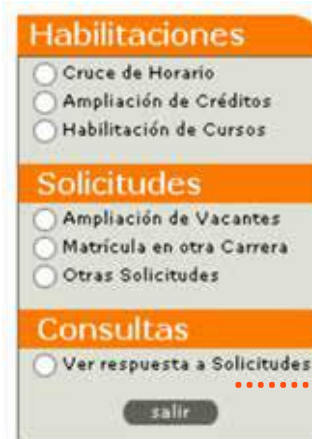 Habilitaciones
Cruce de Horario
Ampliación de Créditos
Habilitación de Cursos
Solicitudes
Ampliación de Vacantes
Matrícula en otra Carrera
Otras Solicitudes
Consultas
Ver respuesta a Solicitudes
salir